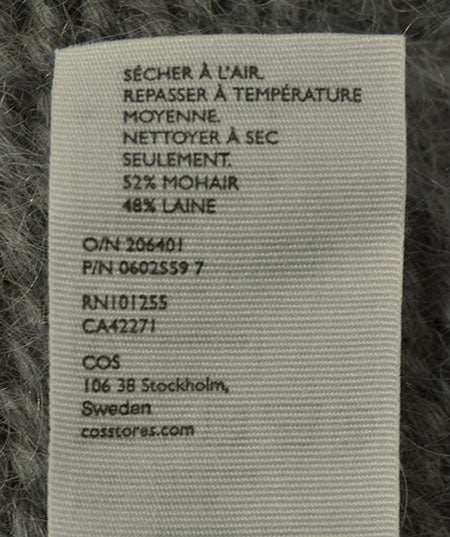 SÉCHER À L'AIR.
REPASSER À TEMPÉRATURE
MOYENNE.
NETTOYER À SEC
SEULEMENT.
52% MOHAIR
48% LAINE
O/N 206401
P/N 0602559 7
RN101255
CA42271
COS
106 38 Stockholm,
Sweden
cosstores.com